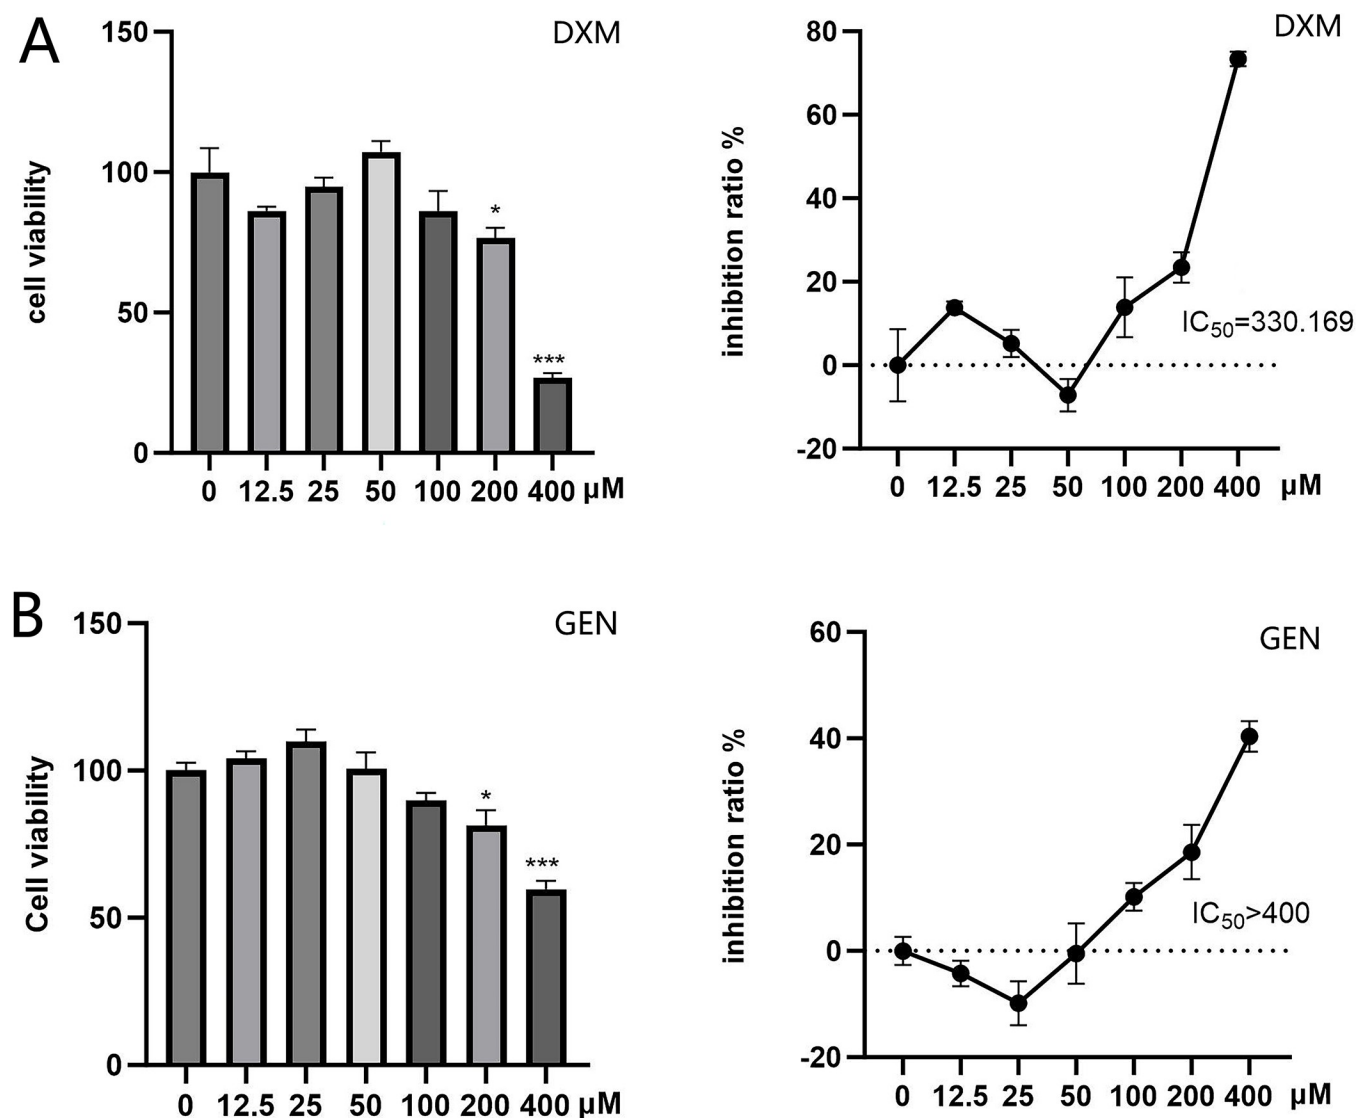 A
DXM
cell viability
150
100
50
0
*
***
0 12.5 25 50 100 200 400 μM
DXM
inhibition ratio %
80
60
40
20
0
-20
IC50=330.169
0 12.5 25 50 100 200 400 μM
B
GEN
Cell viability
150
100
50
0
*
***
0 12.5 25 50 100 200 400 μM
GEN
inhibition ratio %
60
40
20
0
-20
IC50>400
0 12.5 25 50 100 200 400 μM